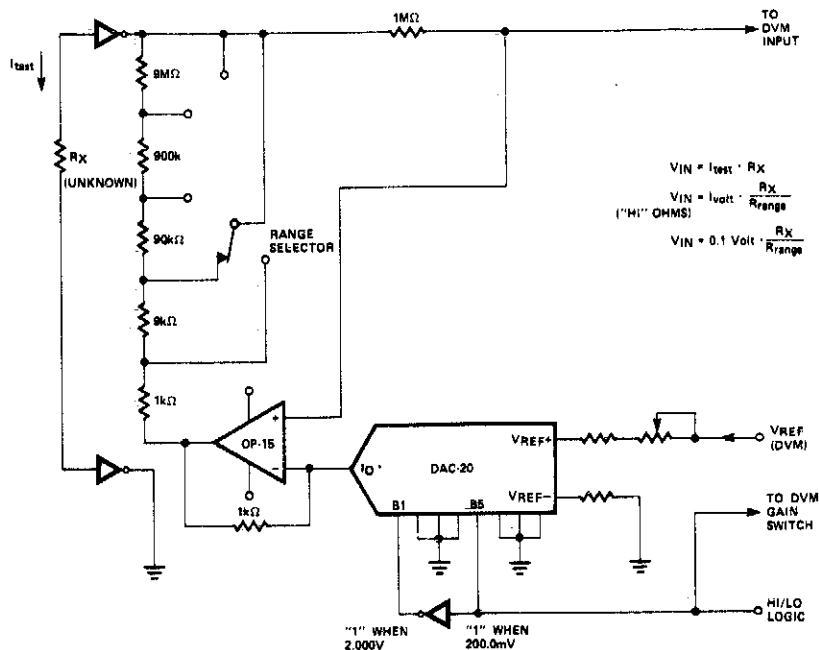 1MΩ
TO
DVM
INPUT
Itest
9MΩ
RX
(UNKNOWN)
900k
90kΩ
RANGE
SELECTOR
9kΩ
1kΩ
VIN = Itest · RX
VIN = Ivolt · RX/Rrange
("HI" OHMS)
VIN = 0.1 Volt · RX/Rrange
OP-15
+
−
1kΩ
IO
DAC-20
VREF+
VREF−
B1
B5
VREF
(DVM)
TO DVM
GAIN
SWITCH
HI/LO
LOGIC
"1" WHEN
2.000V
"1" WHEN
200.0mV